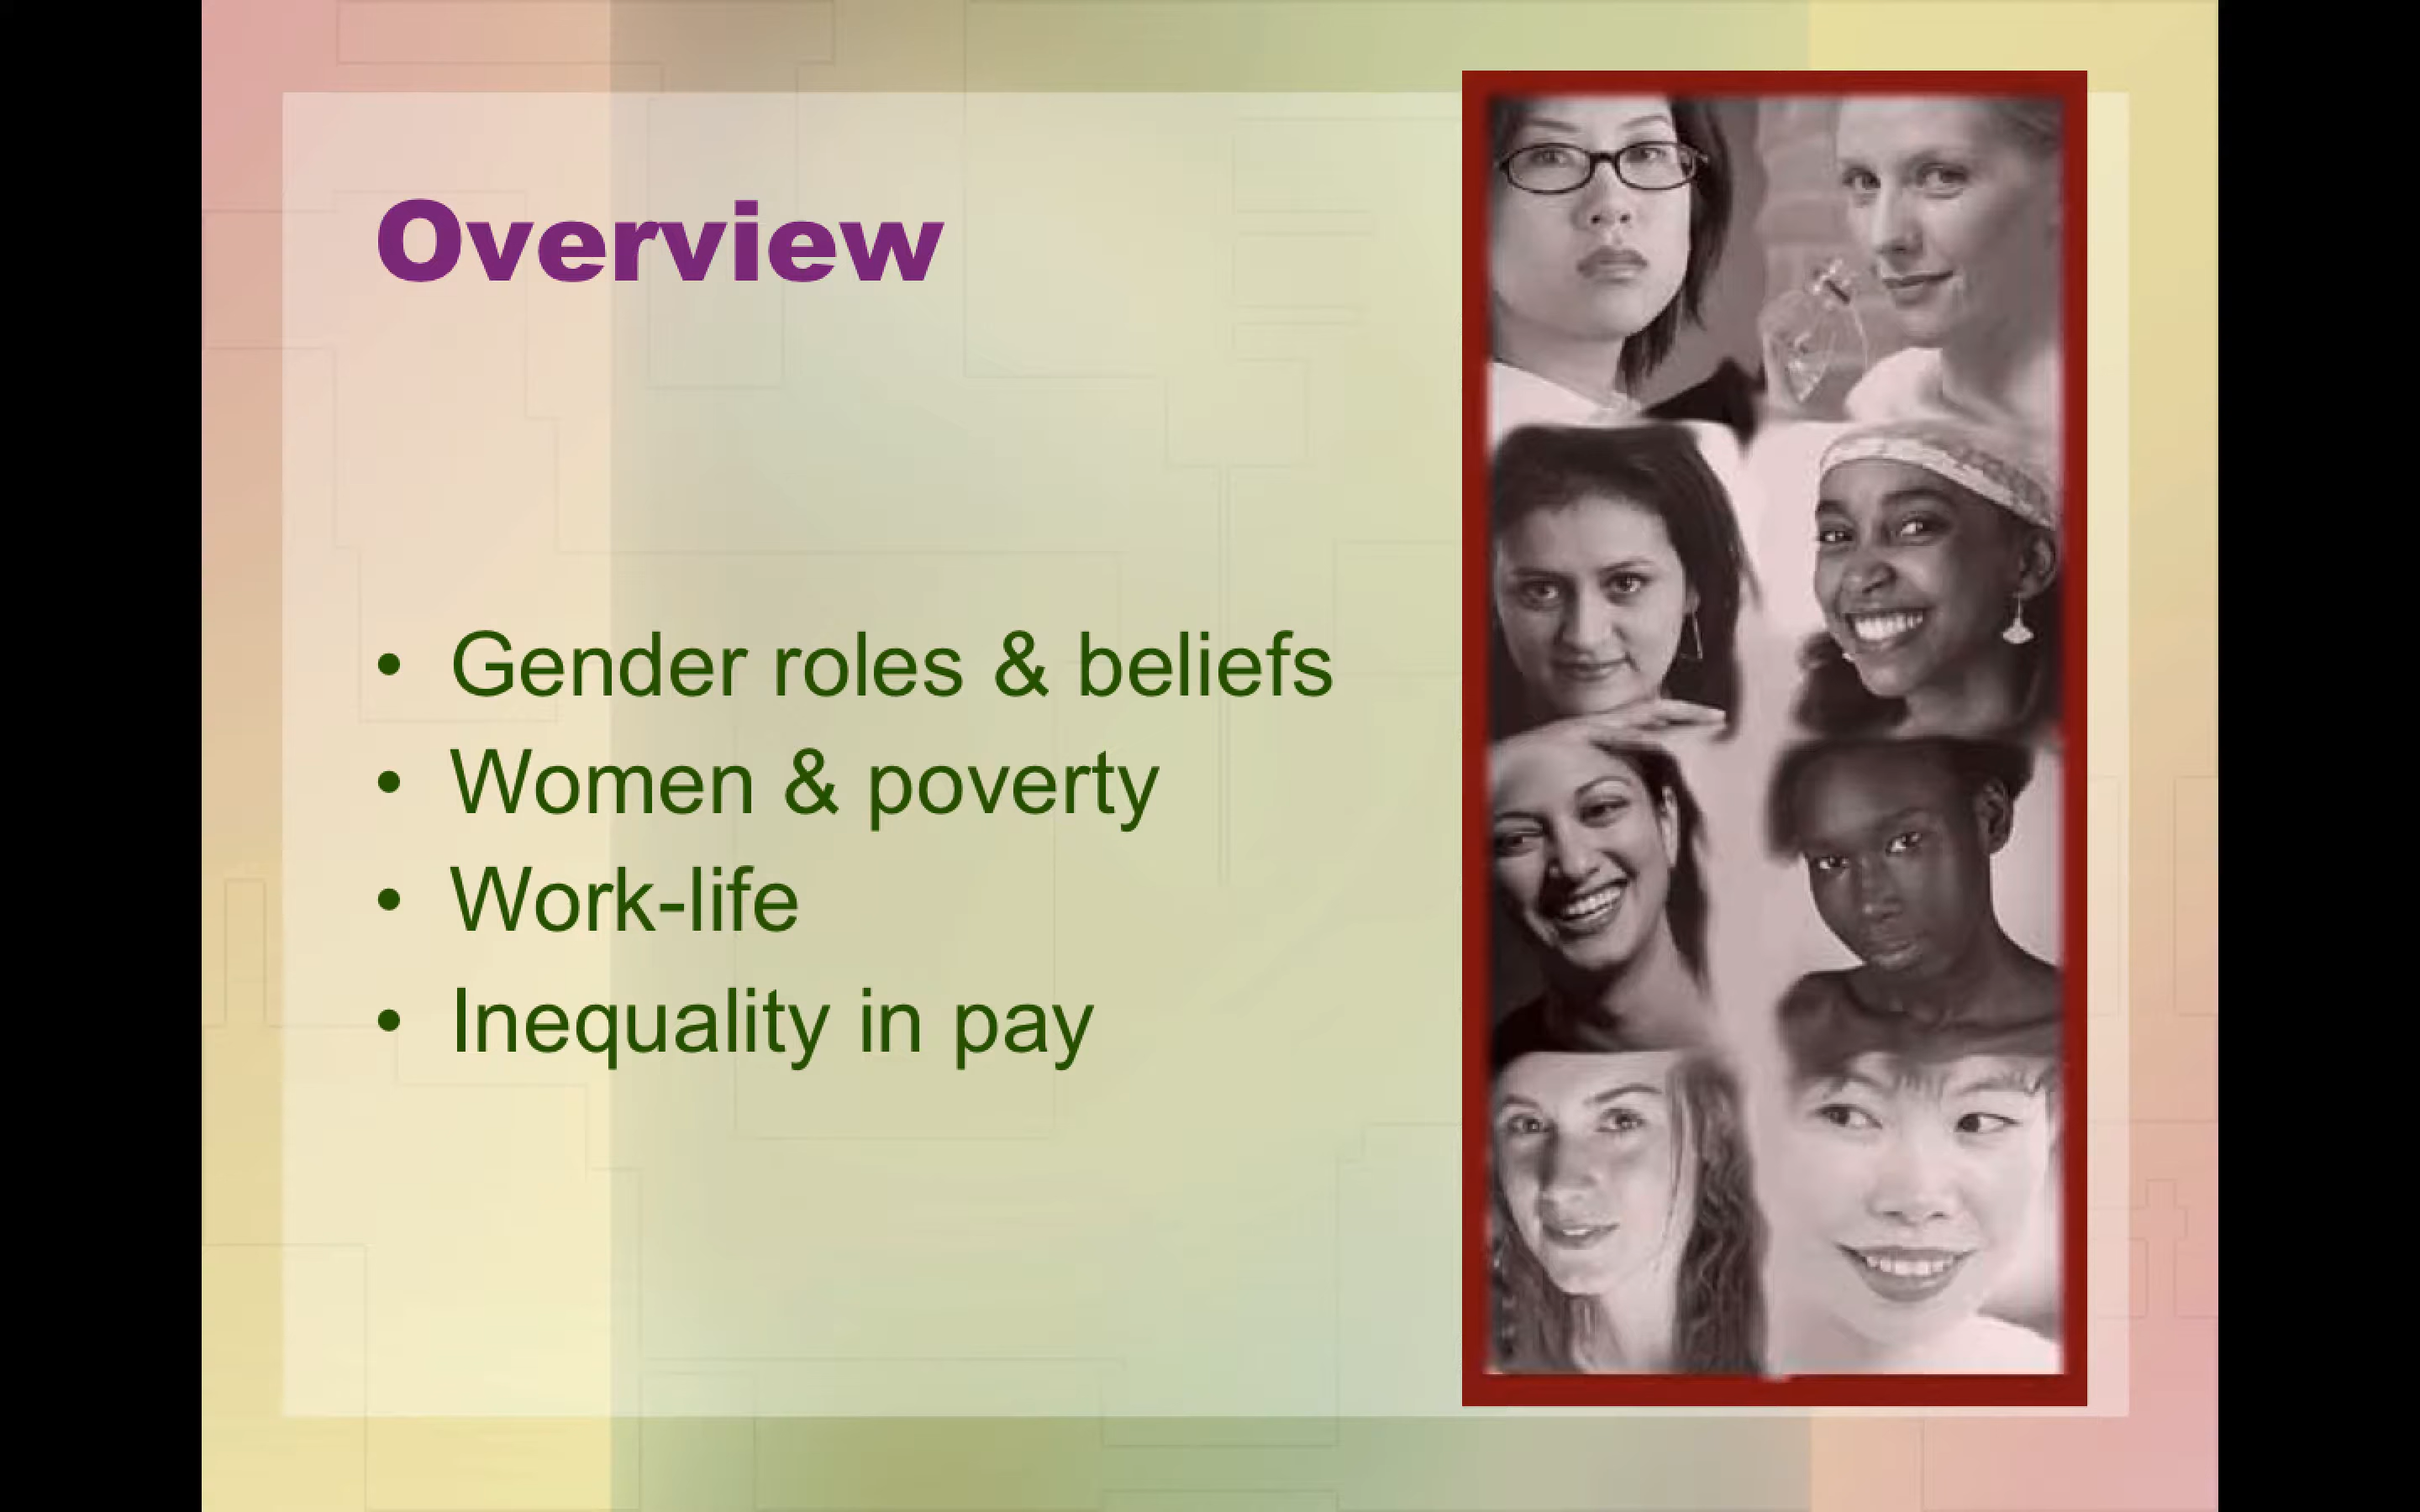 Overview
• Gender roles & beliefs
• Women & poverty
• Work-life
• Inequality in pay